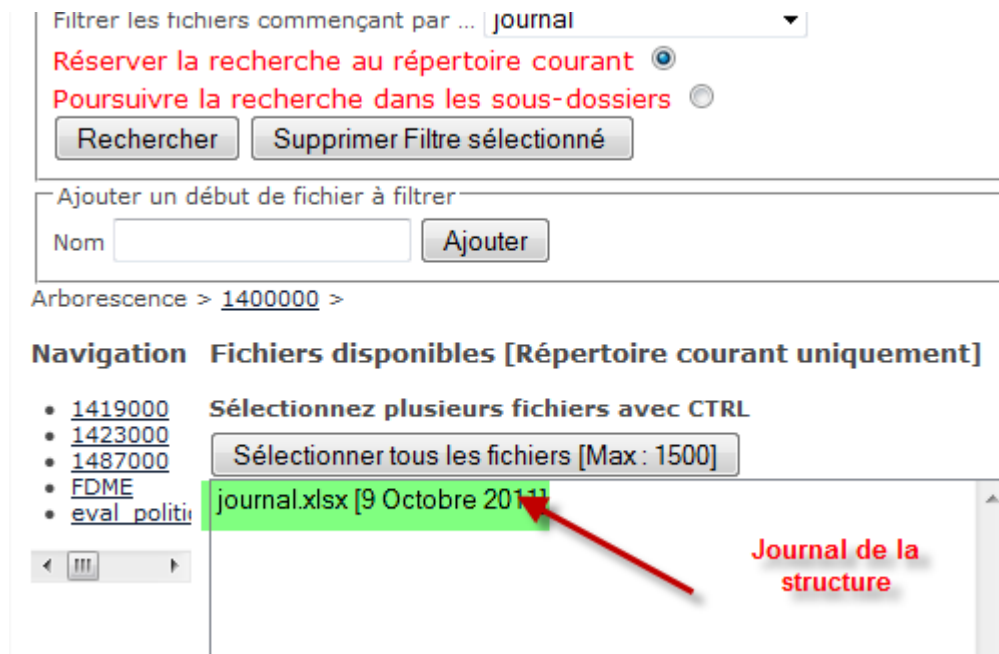 Filtrer les fichiers commençant par ... journal
Réserver la recherche au répertoire courant
Poursuivre la recherche dans les sous-dossiers
Rechercher Supprimer Filtre sélectionné
Ajouter un début de fichier à filtrer
Nom Ajouter
Arborescence > 1400000 >
Navigation Fichiers disponibles [Répertoire courant uniquement]
1419000 Sélectionnez plusieurs fichiers avec CTRL
1423000
1487000 Sélectionner tous les fichiers [Max : 1500]
FDME journal.xlsx [9 Octobre 2011]
eval_politi
Journal de la
structure